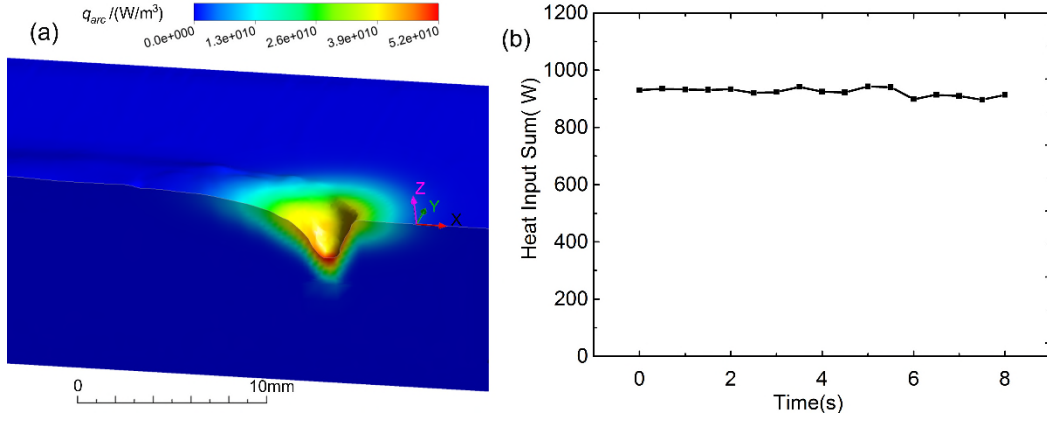 q_arc /(W/m³)
(a)
0.0e+000 1.3e+010 2.6e+010 3.9e+010 5.2e+010
Z
Y
X
0 10mm
(b)
1200
1000
800
600
400
200
0
Heat Input Sum( W)
0 2 4 6 8
Time(s)